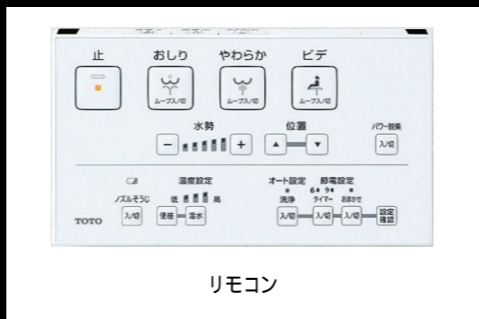 止 おしり やわらか ビデ
ムーブ入/切 ムーブ入/切 ムーブ入/切
水勢 位置 パワー脱臭
− + ▲ ▼ 入/切
温度設定 オート設定 節電設定
6• 9•
ノズルそうじ 低 高 洗浄 タイマー おまかせ
TOTO 入/切 便座 温水 入/切 入/切 入/切 設定
確認
リモコン